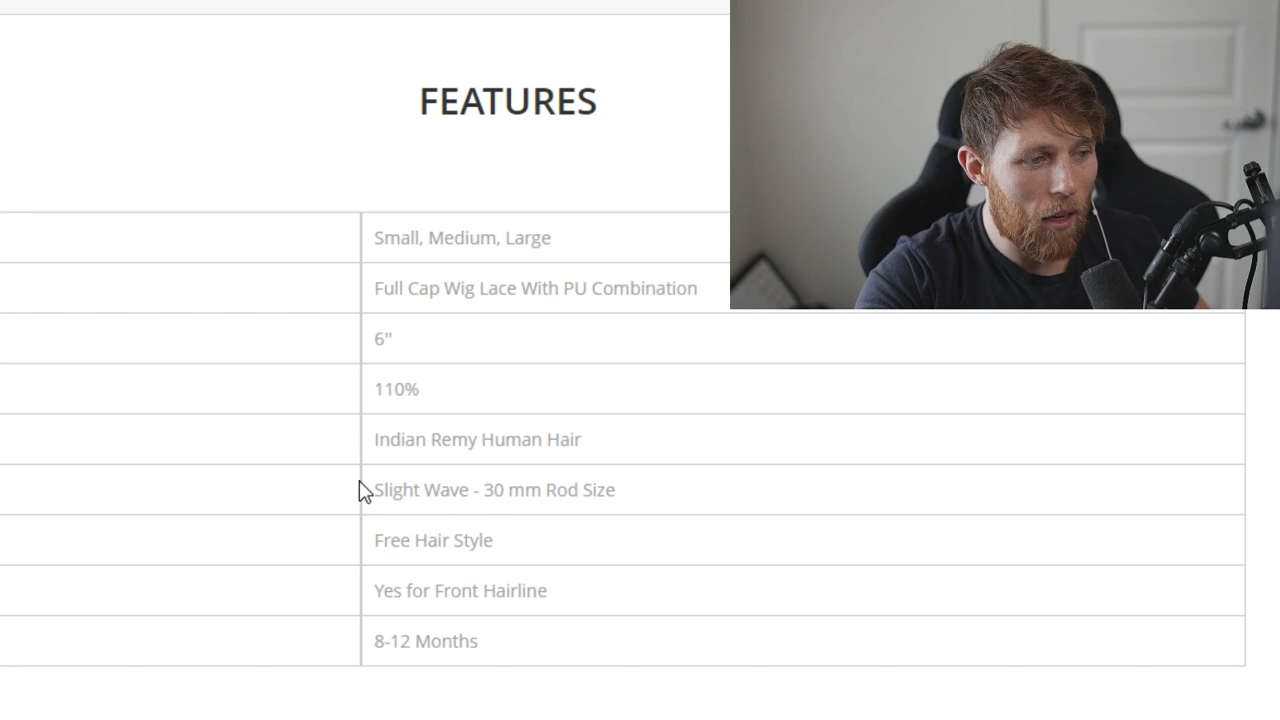 FEATURES
Small, Medium, Large
Full Cap Wig Lace With PU Combination
6"
110%
Indian Remy Human Hair
Slight Wave - 30 mm Rod Size
Free Hair Style
Yes for Front Hairline
8-12 Months